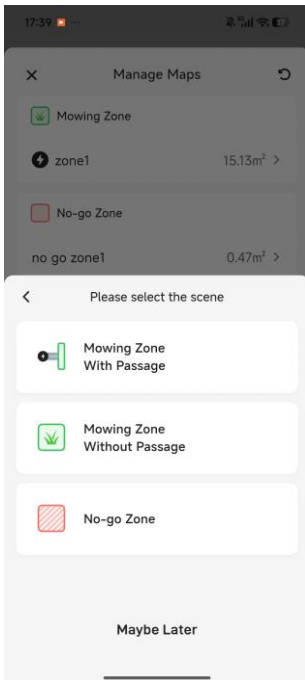 17:39
Manage Maps
Mowing Zone
zone1 15.13m²
No-go Zone
no go zone1 0.47m²
Please select the scene
Mowing Zone
With Passage
Mowing Zone
Without Passage
No-go Zone
Maybe Later